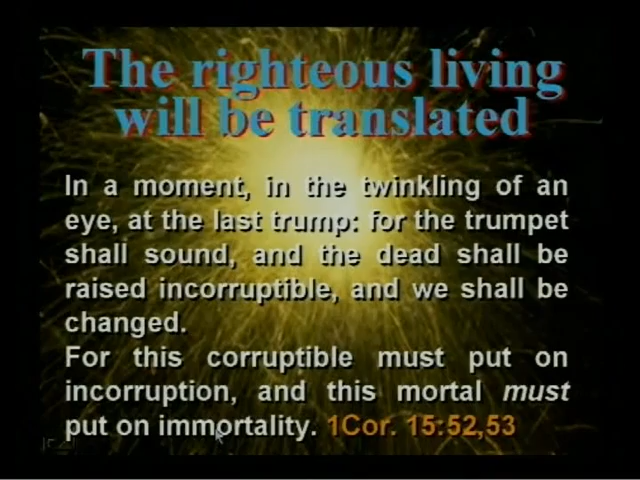 The righteous living
will be translated
In a moment, in the twinkling of an
eye, at the last trump: for the trumpet
shall sound, and the dead shall be
raised incorruptible, and we shall be
changed.
For this corruptible must put on
incorruption, and this mortal must
put on immortality. 1Cor. 15:52,53